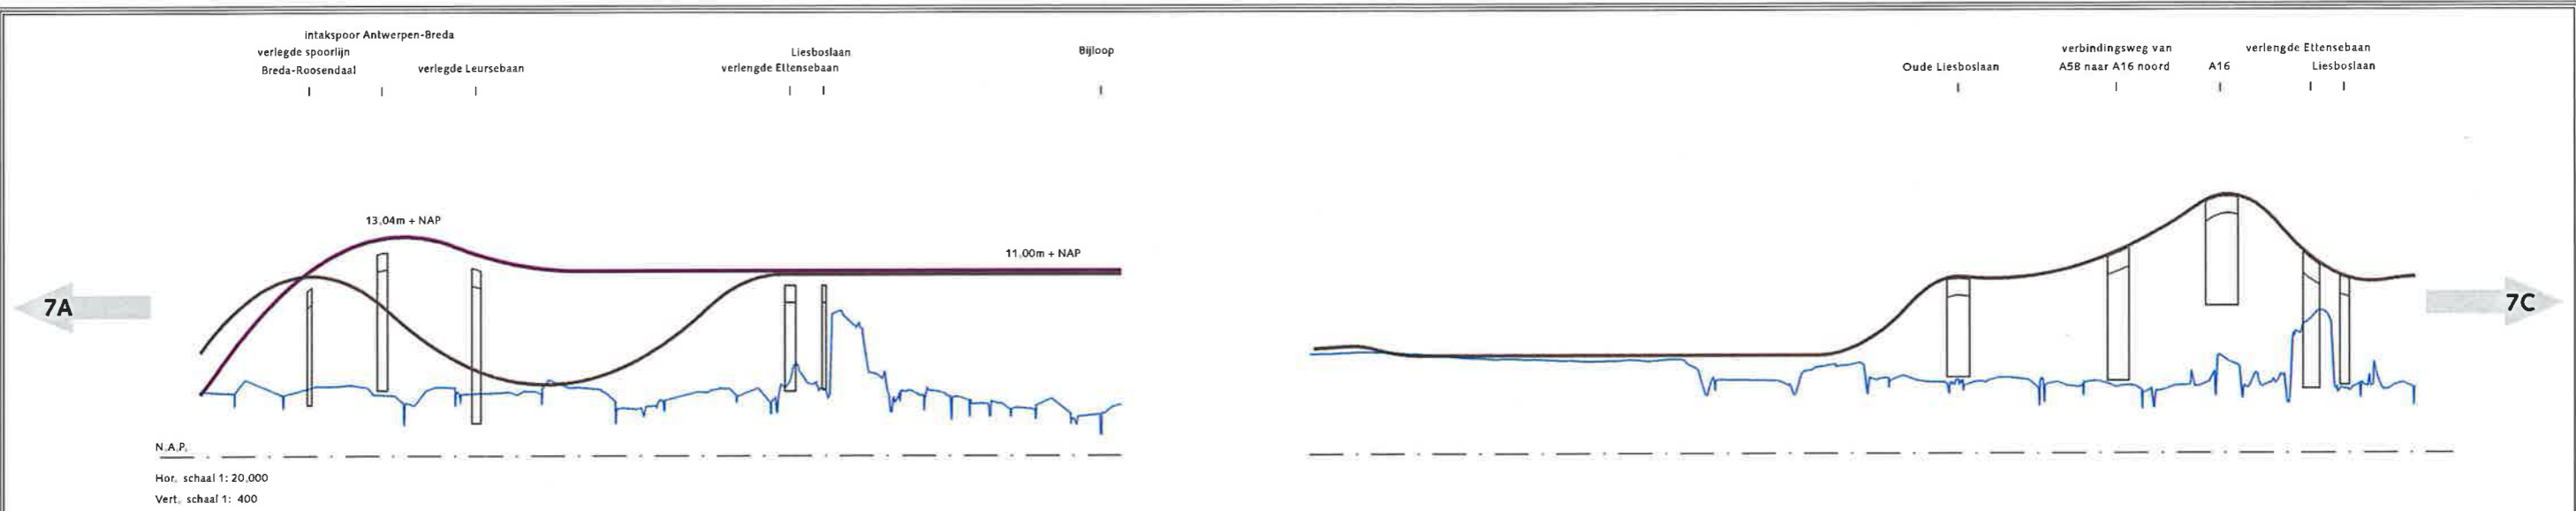 intakspoor Antwerpen-Breda
verlegde spoorlijn
Breda-Roosendaal
verlegde Leursebaan
Liesboslaan
verlengde Ettensebaan
Bijloop
verbindingsweg van
A58 naar A16 noord
Oude Liesboslaan
A16
verlengde Ettensebaan
Liesboslaan
13.04m + NAP
11.00m + NAP
7A
7C
N.A.P.
Hor. schaal 1: 20.000
Vert. schaal 1: 400